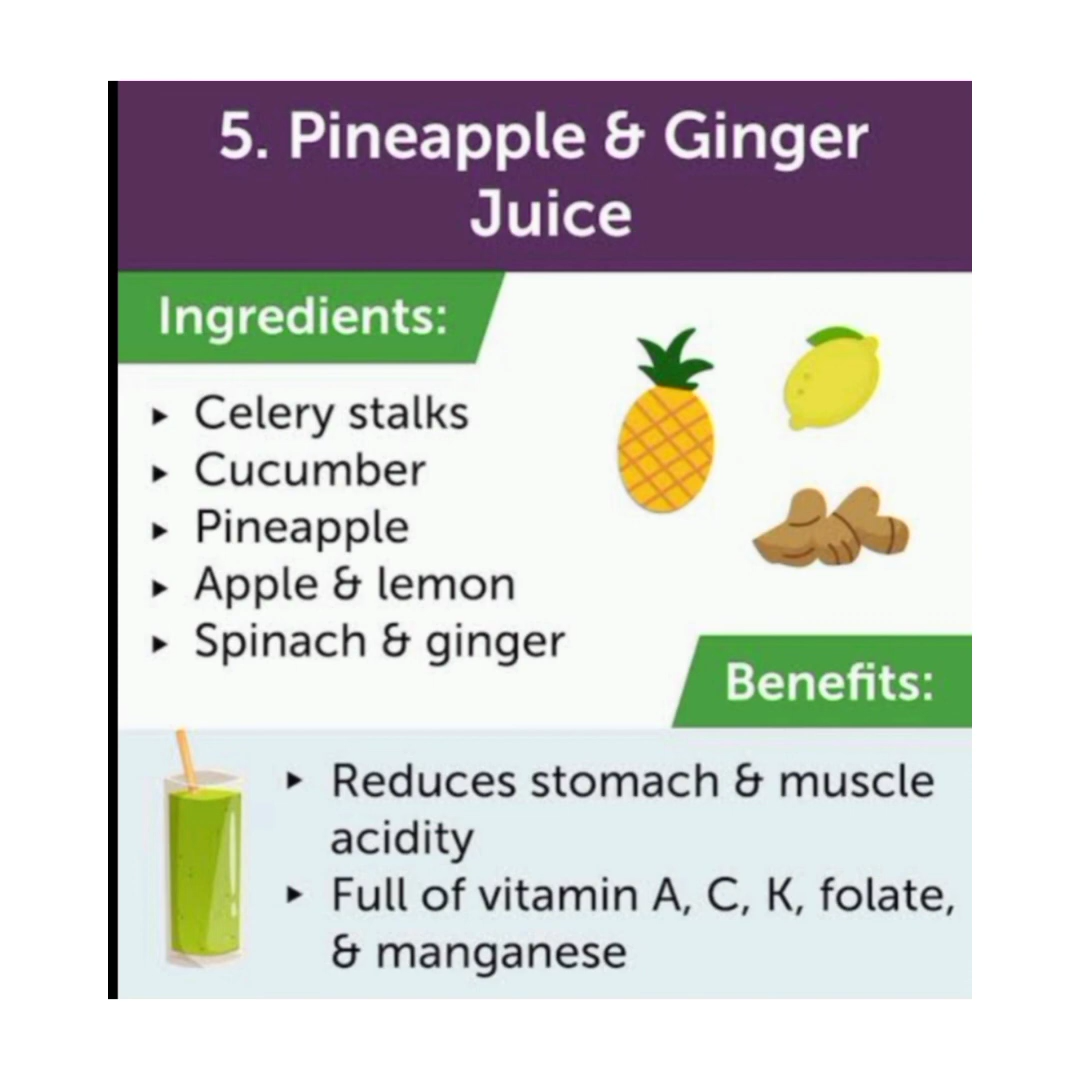 5. Pineapple & Ginger
Juice
Ingredients:
▸ Celery stalks
▸ Cucumber
▸ Pineapple
▸ Apple & lemon
▸ Spinach & ginger
Benefits:
▸ Reduces stomach & muscle
acidity
▸ Full of vitamin A, C, K, folate,
& manganese